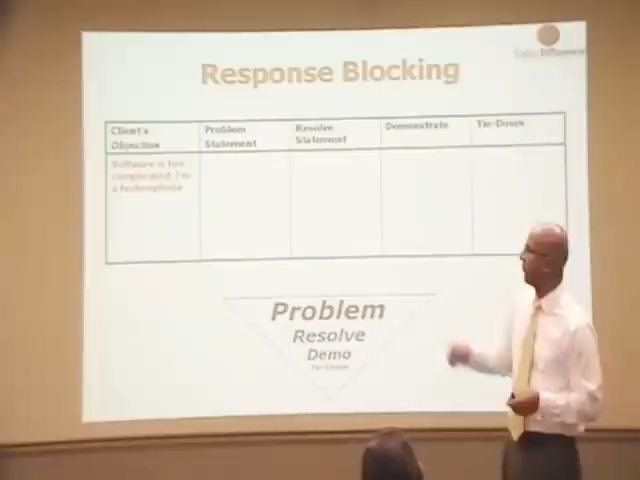 Response Blocking
Client's
Objection
Problem
Statement
Resolve
Statement
Demonstrate
Tie-Down
Software is too
complicated. I'm
a technophobe
Problem
Resolve
Demo